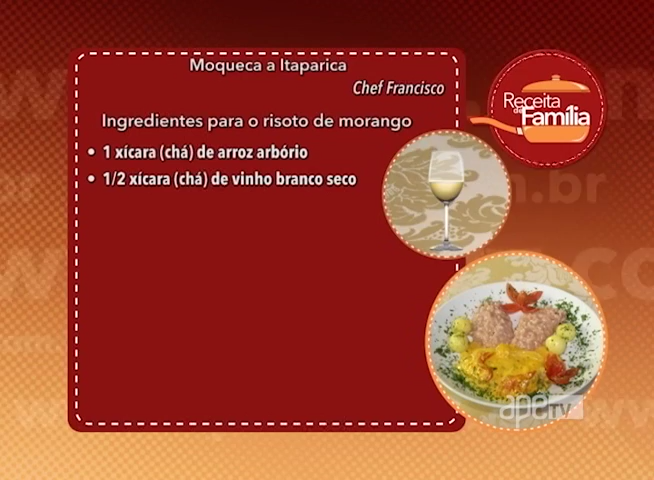 Moqueca a Itaparica
Chef Francisco
Receita
da Família
Ingredientes para o risoto de morango
• 1 xícara (chá) de arroz arbório
• 1/2 xícara (chá) de vinho branco seco
apetv